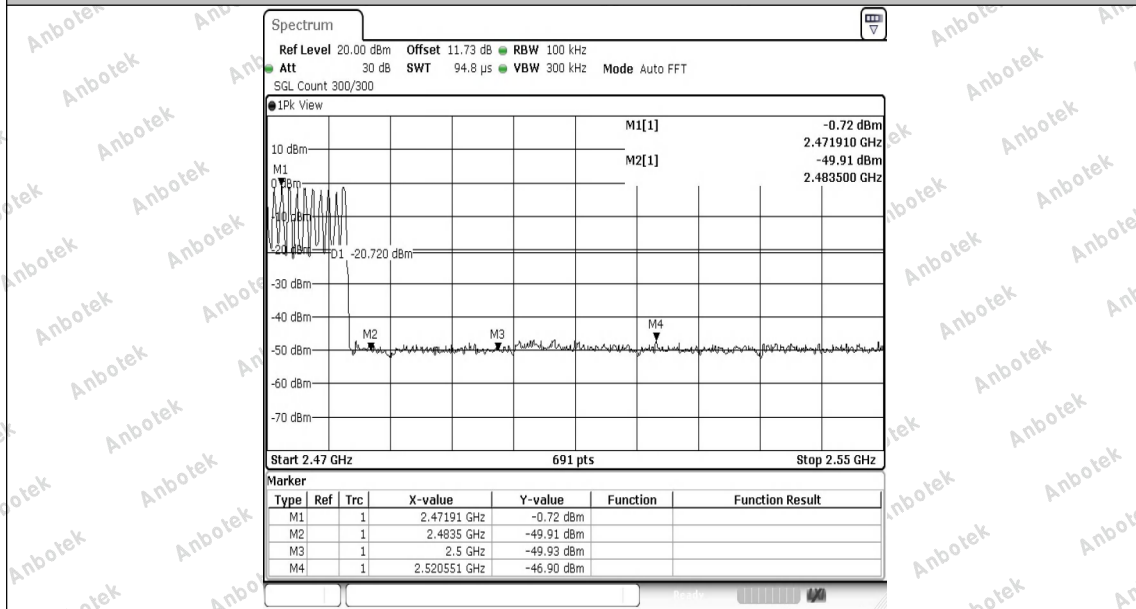 Spectrum
Ref Level 20.00 dBm Offset 11.73 dB RBW 100 kHz
Att 30 dB SWT 94.8 µs VBW 300 kHz Mode Auto FFT
SGL Count 300/300
1Pk View
M1[1] -0.72 dBm
2.471910 GHz
M2[1] -49.91 dBm
2.483500 GHz
10 dBm
M1
0 dBm
-10 dBm
-20 dBm
D1 -20.720 dBm
-30 dBm
-40 dBm
M2 M3 M4
-50 dBm
-60 dBm
-70 dBm
Start 2.47 GHz 691 pts Stop 2.55 GHz
Marker
Type Ref Trc X-value Y-value Function Function Result
M1 1 2.47191 GHz -0.72 dBm
M2 1 2.4835 GHz -49.91 dBm
M3 1 2.5 GHz -49.93 dBm
M4 1 2.520551 GHz -46.90 dBm
Ready
Anbotek